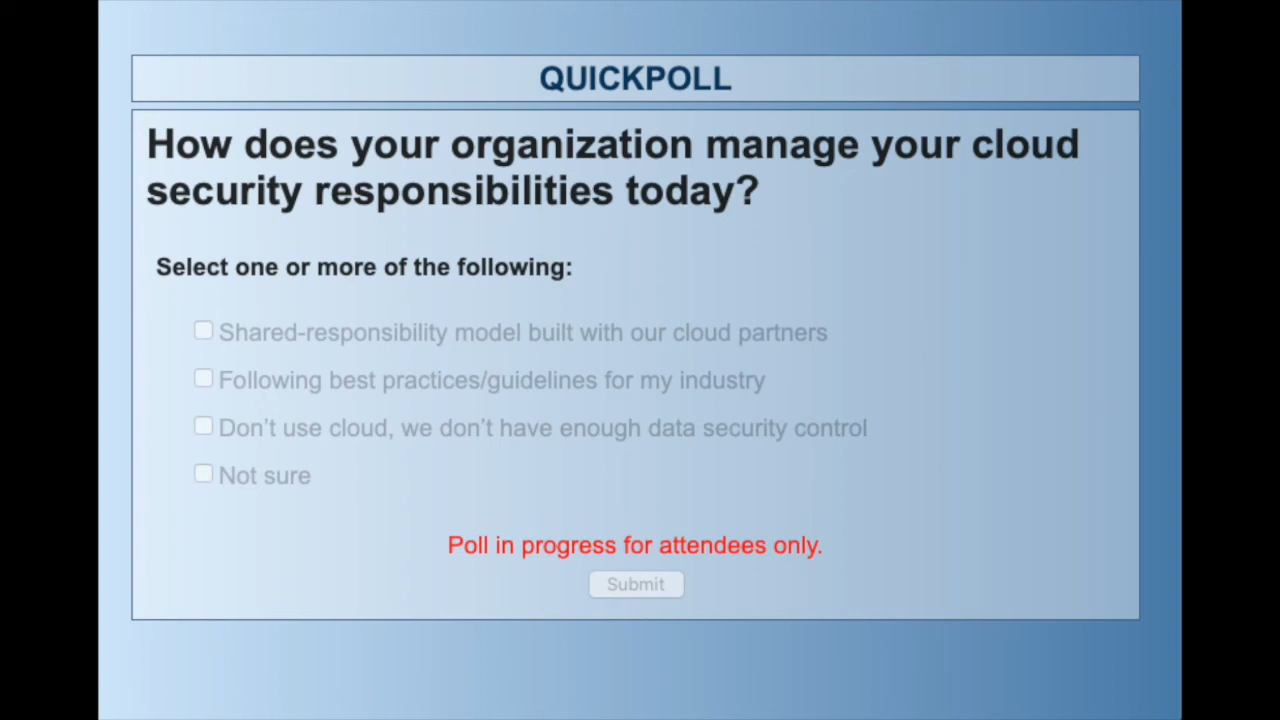 QUICKPOLL
How does your organization manage your cloud
security responsibilities today?
Select one or more of the following:
Shared-responsibility model built with our cloud partners
Following best practices/guidelines for my industry
Don’t use cloud, we don’t have enough data security control
Not sure
Poll in progress for attendees only.
Submit